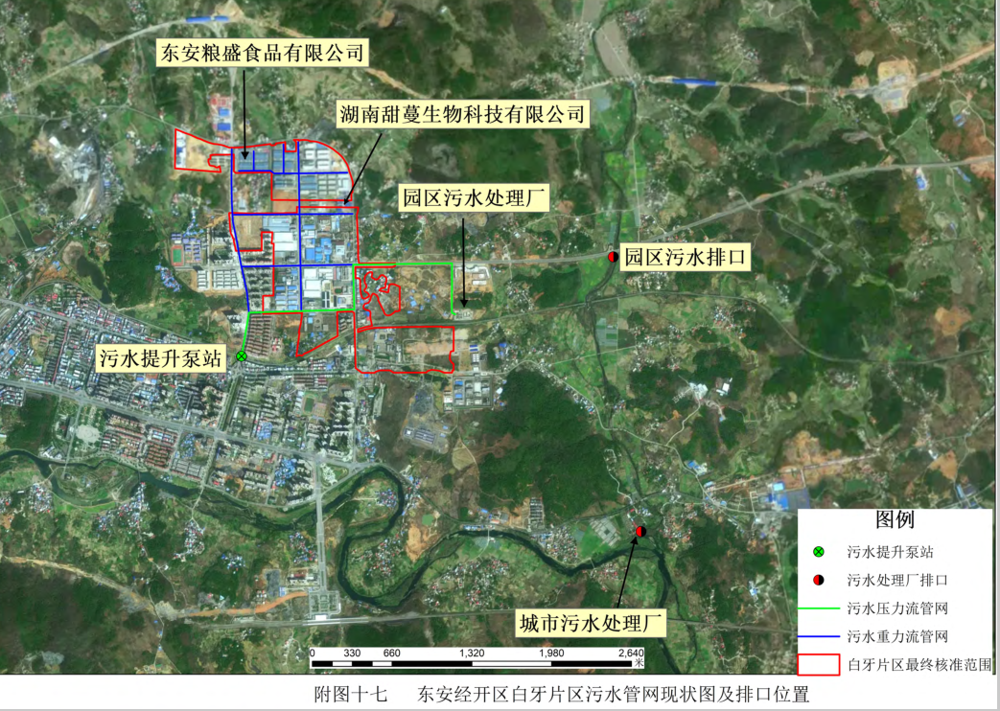 东安粮盛食品有限公司
湖南甜蔓生物科技有限公司
园区污水处理厂
园区污水排口
污水提升泵站
城市污水处理厂
图例
污水提升泵站
污水处理厂排口
污水压力流管网
污水重力流管网
白牙片区最终核准范围
0 330 660 1,320 1,980 2,640
米
附图十七 东安经开区白牙片区污水管网现状图及排口位置